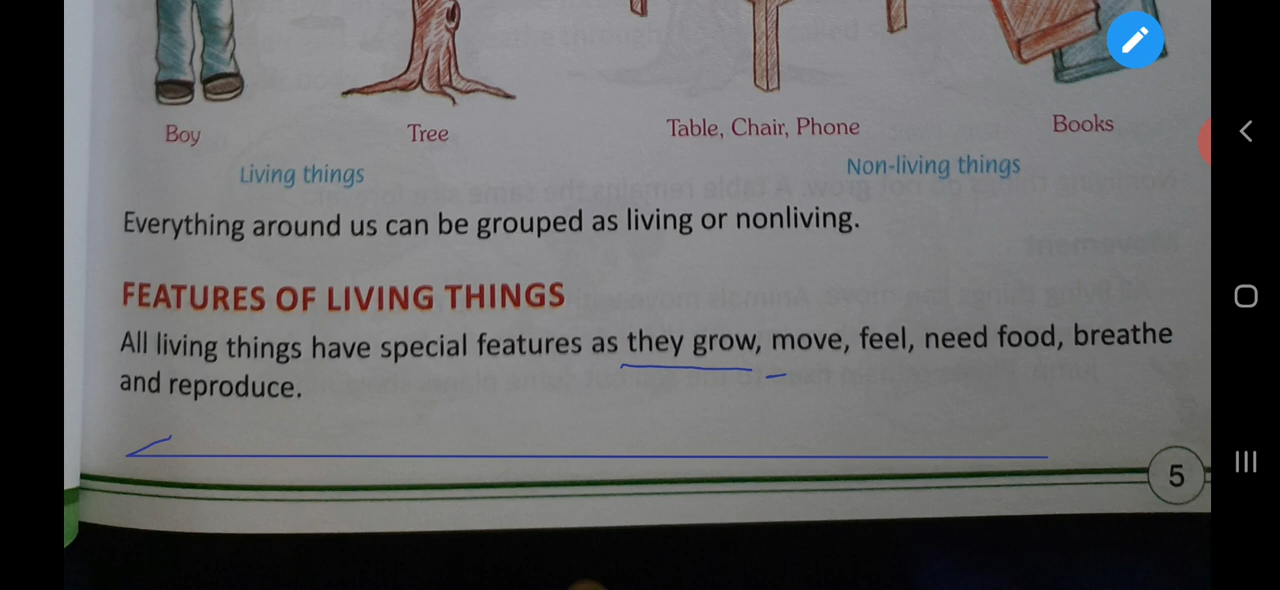 Boy
Tree
Table, Chair, Phone
Books
Living things
Non-living things
Everything around us can be grouped as living or nonliving.
FEATURES OF LIVING THINGS
All living things have special features as they grow, move, feel, need food, breathe
and reproduce.
5